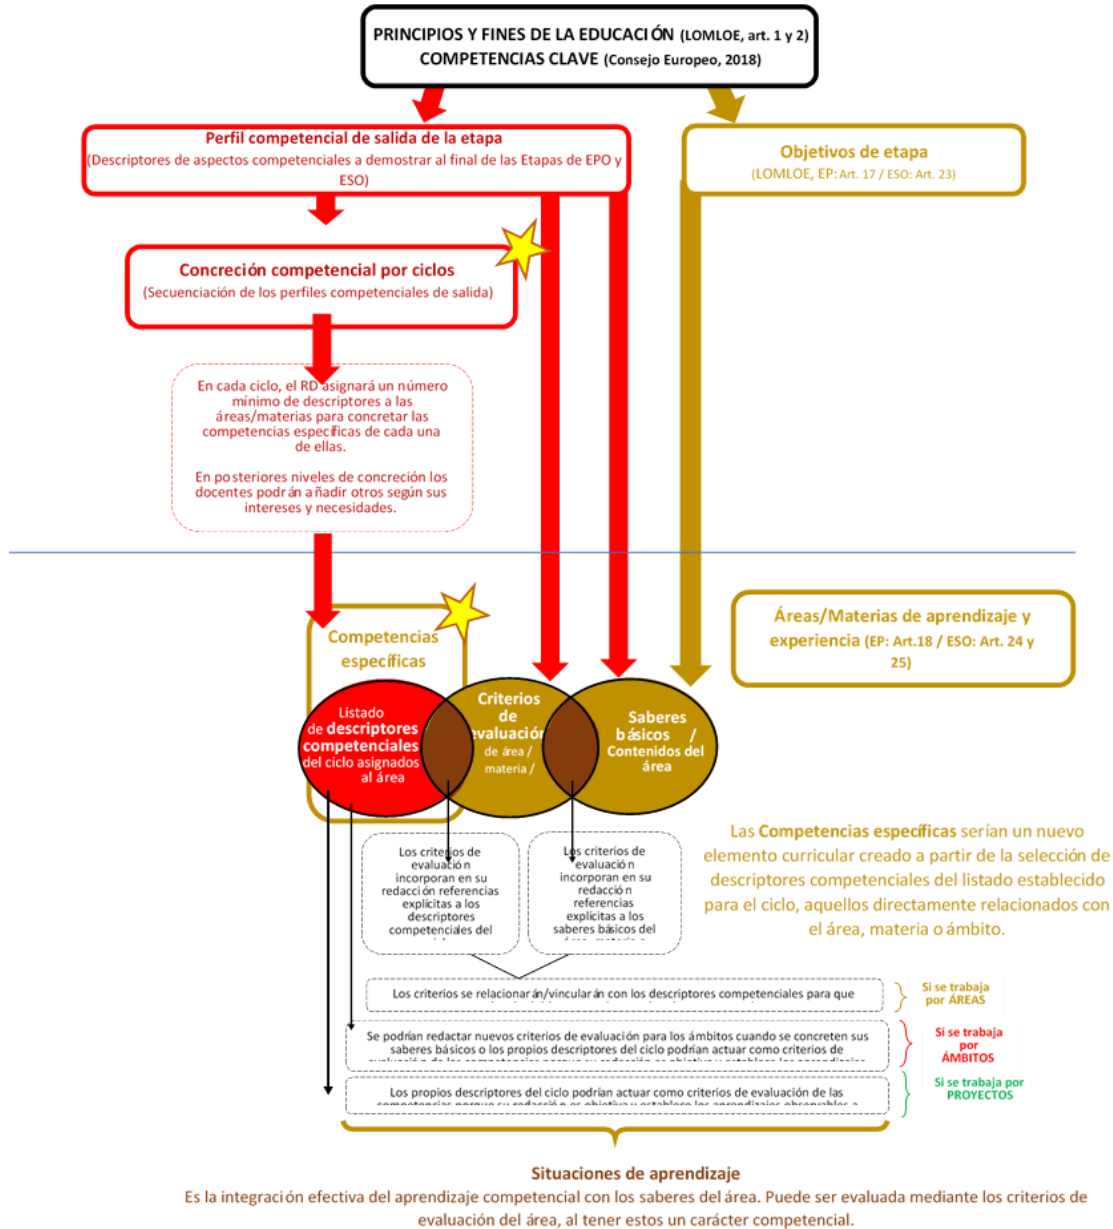 PRINCIPIOS Y FINES DE LA EDUCACIÓN (LOMLOE, art. 1 y 2)
COMPETENCIAS CLAVE (Consejo Europeo, 2018)
Perfil competencial de salida de la etapa
(Descriptores de aspectos competenciales a demostrar al final de las Etapas de EPO y
ESO)
Objetivos de etapa
(LOMLOE, EP: Art. 17 / ESO: Art. 23)
Concreción competencial por ciclos
(Secuenciación de los perfiles competenciales de salida)
En cada ciclo, el RD asignará un número
mínimo de descriptores a las
áreas/materias para concretar las
competencias específicas de cada una
de ellas.
En posteriores niveles de concreción los
docentes podrán añadir otros según sus
intereses y necesidades.
Áreas/Materias de aprendizaje y
experiencia (EP: Art.18 / ESO: Art. 24 y
25)
Competencias
específicas
Listado
de descriptores
competenciales
del ciclo asignados
al área
Criterios
de
evaluación
de área /
materia /
Saberes
básicos /
Contenidos del
área
Las Competencias específicas serían un nuevo
elemento curricular creado a partir de la selección de
descriptores competenciales del listado establecido
para el ciclo, aquellos directamente relacionados con
el área, materia o ámbito.
Los criterios de
evaluación
incorporan en su
redacción referencias
explícitas a los
descriptores
competenciales del
Los criterios de
evaluación
incorporan en su
redacción
referencias
explícitas a los
saberes básicos del
Los criterios se relacionarán/vincularán con los descriptores competenciales para que
Si se trabaja
por ÁREAS
Se podrían redactar nuevos criterios de evaluación para los ámbitos cuando se concreten sus
saberes básicos o los propios descriptores del ciclo podrían actuar como criterios de
Si se trabaja
por
ÁMBITOS
Los propios descriptores del ciclo podrían actuar como criterios de evaluación de las
competencias porque su redacción es objetiva y establece los aprendizajes observables a
Si se trabaja por
PROYECTOS
Situaciones de aprendizaje
Es la integración efectiva del aprendizaje competencial con los saberes del área. Puede ser evaluada mediante los criterios de
evaluación del área, al tener estos un carácter competencial.